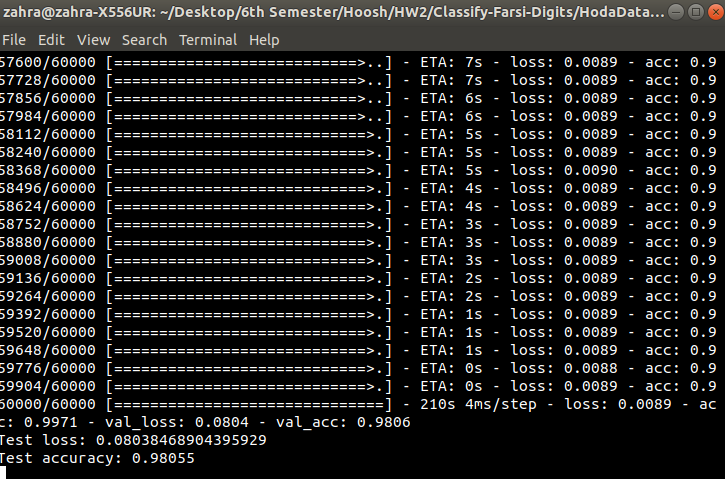 zahra@zahra-X556UR: ~/Desktop/6th Semester/Hoosh/HW2/Classify-Farsi-Digits/HodaData...
File Edit View Search Terminal Help
57600/60000 [============================>..] - ETA: 7s - loss: 0.0089 - acc: 0.9
57728/60000 [============================>..] - ETA: 7s - loss: 0.0089 - acc: 0.9
57856/60000 [============================>..] - ETA: 6s - loss: 0.0089 - acc: 0.9
57984/60000 [============================>..] - ETA: 6s - loss: 0.0089 - acc: 0.9
58112/60000 [=============================>.] - ETA: 5s - loss: 0.0089 - acc: 0.9
58240/60000 [=============================>.] - ETA: 5s - loss: 0.0089 - acc: 0.9
58368/60000 [=============================>.] - ETA: 5s - loss: 0.0090 - acc: 0.9
58496/60000 [=============================>.] - ETA: 4s - loss: 0.0089 - acc: 0.9
58624/60000 [=============================>.] - ETA: 4s - loss: 0.0089 - acc: 0.9
58752/60000 [=============================>.] - ETA: 3s - loss: 0.0089 - acc: 0.9
58880/60000 [=============================>.] - ETA: 3s - loss: 0.0089 - acc: 0.9
59008/60000 [=============================>.] - ETA: 3s - loss: 0.0089 - acc: 0.9
59136/60000 [=============================>.] - ETA: 2s - loss: 0.0089 - acc: 0.9
59264/60000 [=============================>.] - ETA: 2s - loss: 0.0089 - acc: 0.9
59392/60000 [=============================>.] - ETA: 1s - loss: 0.0089 - acc: 0.9
59520/60000 [=============================>.] - ETA: 1s - loss: 0.0089 - acc: 0.9
59648/60000 [=============================>.] - ETA: 1s - loss: 0.0089 - acc: 0.9
59776/60000 [=============================>.] - ETA: 0s - loss: 0.0088 - acc: 0.9
59904/60000 [=============================>.] - ETA: 0s - loss: 0.0089 - acc: 0.9
60000/60000 [==============================] - 210s 4ms/step - loss: 0.0089 - ac
c: 0.9971 - val_loss: 0.0804 - val_acc: 0.9806
Test loss: 0.08038468904395929
Test accuracy: 0.98055